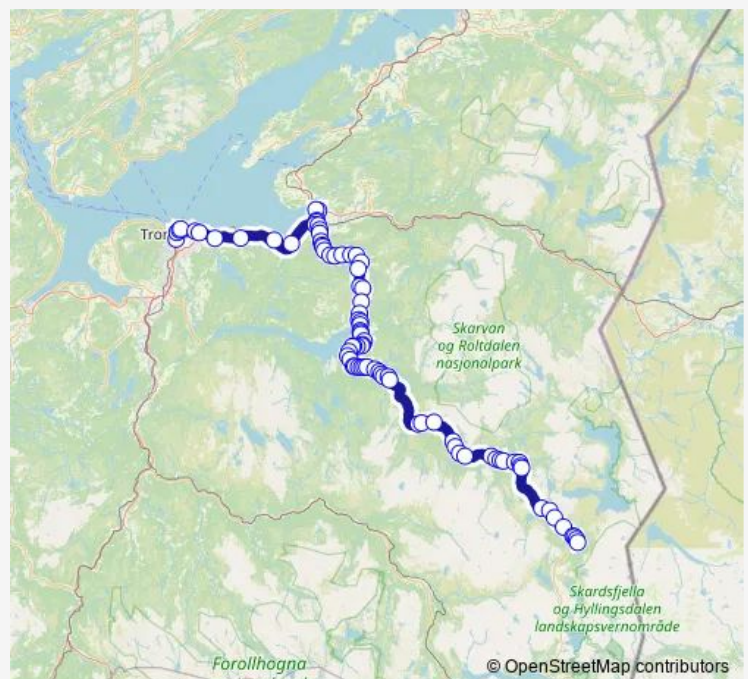 Tron
Skarvan
og Roltdalen
nasjonalpark
Skardsfjella
og Hyllingsdalen
landskapsvernområde
Forollhogna
© OpenStreetMap contributors